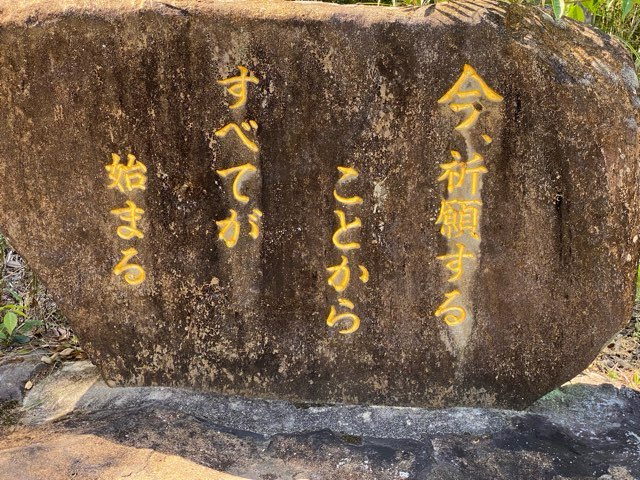 今、祈願する
ことから
すべてが
始まる